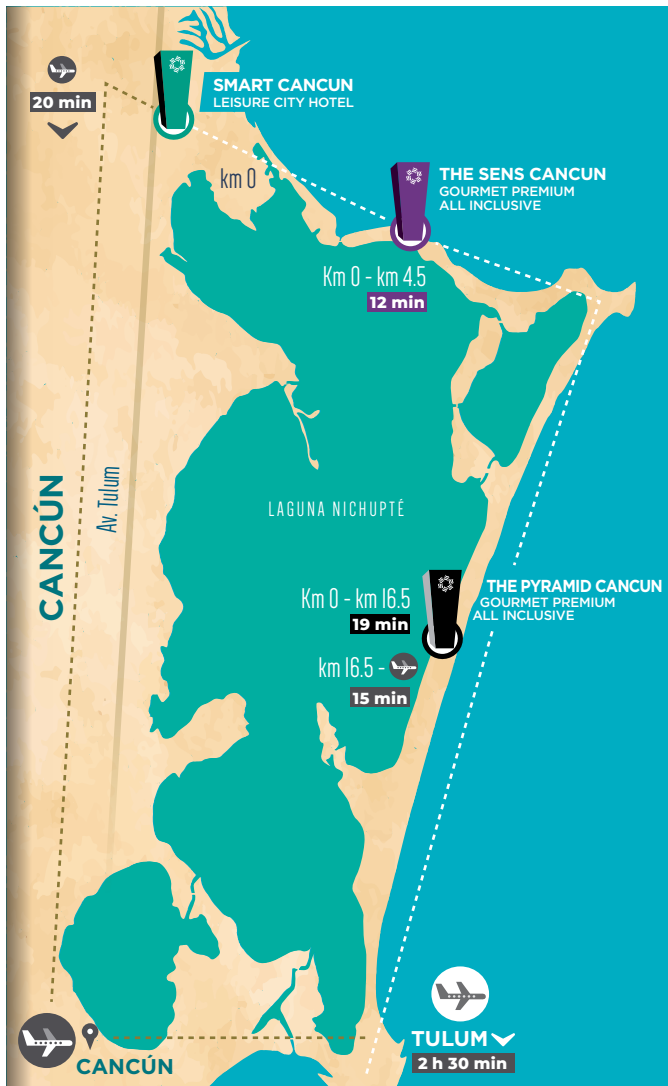 20 min
SMART CANCUN
LEISURE CITY HOTEL
km 0
THE SENS CANCUN
GOURMET PREMIUM
ALL INCLUSIVE
Km 0 - km 4.5
12 min
CANCÚN
Av. Tulum
LAGUNA NICHUPTÉ
Km 0 - km 16.5
19 min
THE PYRAMID CANCUN
GOURMET PREMIUM
ALL INCLUSIVE
km 16.5 -
15 min
CANCÚN
TULUM
2 h 30 min